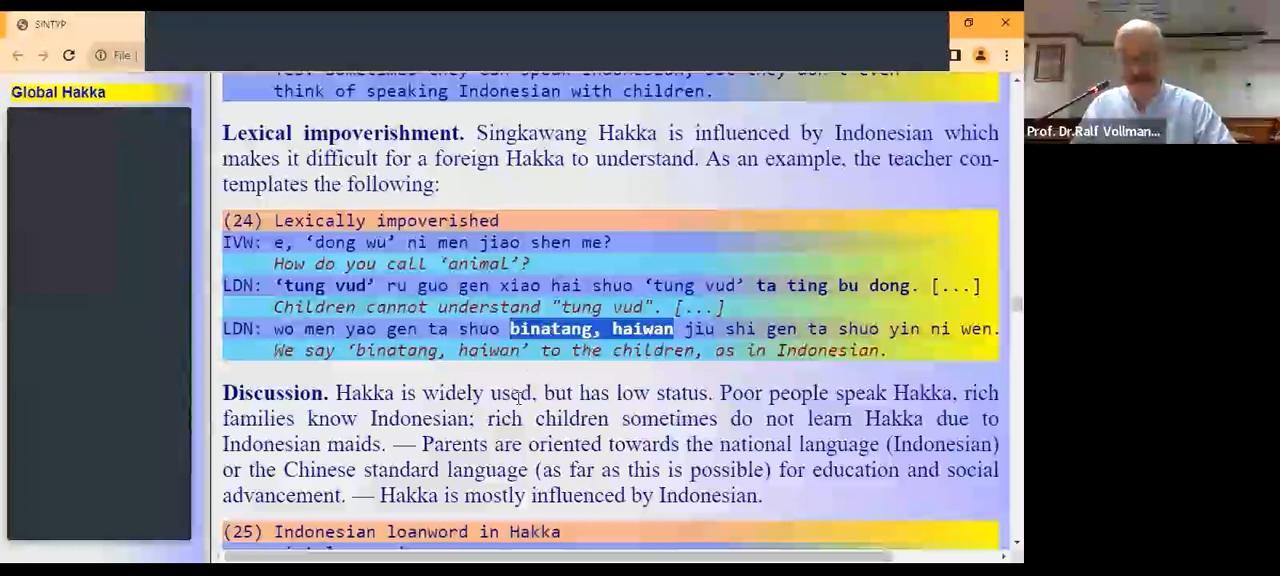 SINTYP
File
Global Hakka
think of speaking Indonesian with children.
Lexical impoverishment. Singkawang Hakka is influenced by Indonesian which
makes it difficult for a foreign Hakka to understand. As an example, the teacher con-
templates the following:
(24) Lexically impoverished
IVW: e, ‘dong wu’ ni men jiao shen me?
How do you call ‘animal’?
LDN: ‘tung vud’ ru guo gen xiao hai shuo ‘tung vud’ ta ting bu dong. [...]
Children cannot understand "tung vud". [...]
LDN: wo men yao gen ta shuo binatang, haiwan jiu shi gen ta shuo yin ni wen.
We say ‘binatang, haiwan’ to the children, as in Indonesian.
Discussion. Hakka is widely used, but has low status. Poor people speak Hakka, rich
families know Indonesian; rich children sometimes do not learn Hakka due to
Indonesian maids. — Parents are oriented towards the national language (Indonesian)
or the Chinese standard language (as far as this is possible) for education and social
advancement. — Hakka is mostly influenced by Indonesian.
(25) Indonesian loanword in Hakka
Prof. Dr.Ralf Vollman...